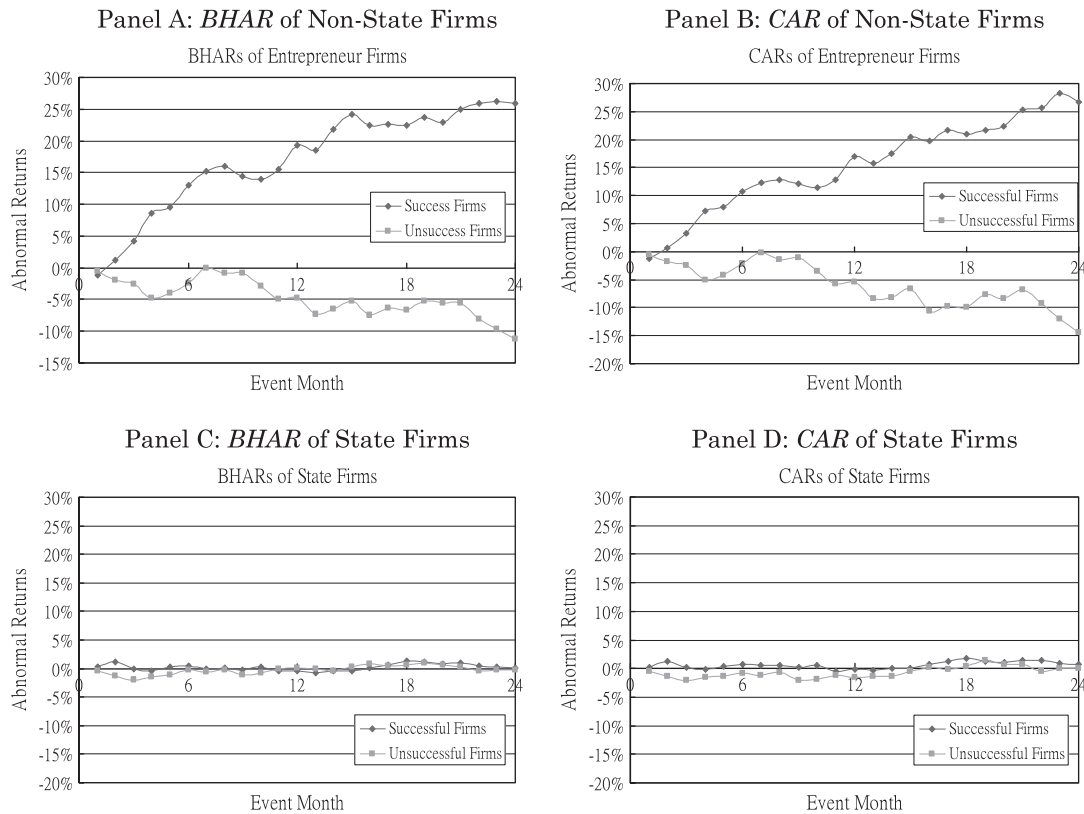 Panel A: BHAR of Non-State Firms
BHARs of Entrepreneur Firms
30%
25%
20%
15%
10%
5%
0%
-5%
-10%
-15%
Abnormal Returns
0
6
12
18
24
Success Firms
Unsuccess Firms
Event Month
Panel B: CAR of Non-State Firms
CARs of Entrepreneur Firms
30%
25%
20%
15%
10%
5%
0%
-5%
-10%
-15%
-20%
Abnormal Returns
0
6
12
18
24
Successful Firms
Unsuccessful Firms
Event Month
Panel C: BHAR of State Firms
BHARs of State Firms
30%
25%
20%
15%
10%
5%
0%
-5%
-10%
-15%
-20%
Abnormal Returns
0
6
12
18
24
Successful Firms
Unsuccessful Firms
Event Month
Panel D: CAR of State Firms
CARs of State Firms
30%
25%
20%
15%
10%
5%
0%
-5%
-10%
-15%
-20%
Abnormal Returns
0
6
12
18
24
Successful Firms
Unsuccessful Firms
Event Month